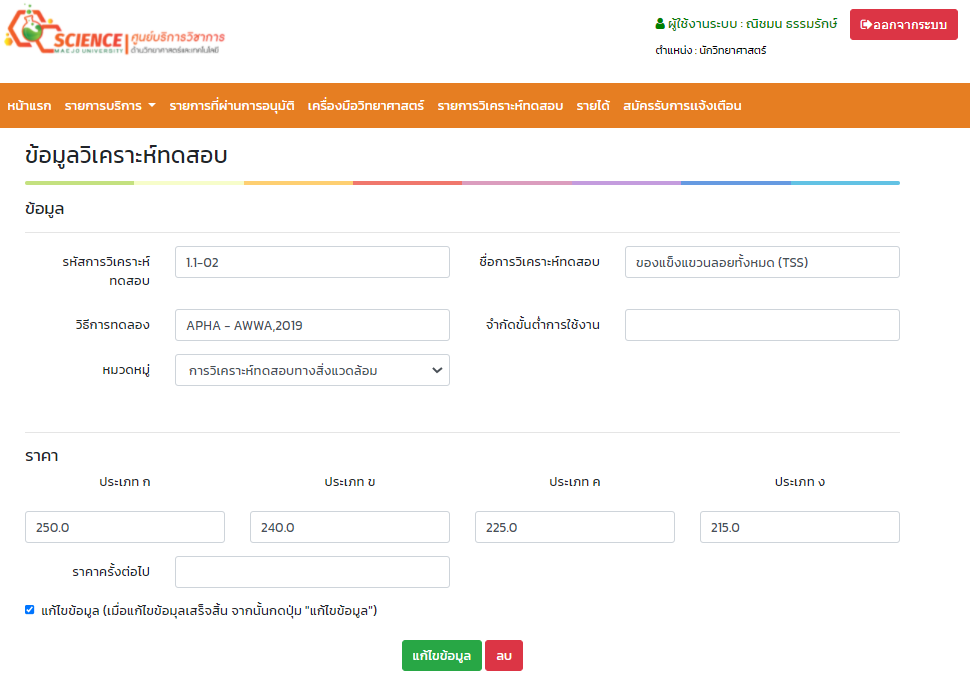 SCIENCE
MAEJO UNIVERSITY
ศูนย์บริการวิชาการ
ด้านวิทยาศาสตร์และเทคโนโลยี
ผู้ใช้งานระบบ : ณิชมน ธรรมรักษ์
ออกจากระบบ
ตำแหน่ง : นักวิทยาศาสตร์
หน้าแรก รายการบริการ รายการที่ผ่านการอนุมัติ เครื่องมือวิทยาศาสตร์ รายการวิเคราะห์ทดสอบ รายได้ สมัครรับการแจ้งเตือน
ข้อมูลวิเคราะห์ทดสอบ
ข้อมูล
รหัสการวิเคราะห์
ทดสอบ
1.1-02
ชื่อการวิเคราะห์ทดสอบ
ของแข็งแขวนลอยทั้งหมด (TSS)
วิธีการทดลอง
APHA - AWWA,2019
จำกัดขั้นต่ำการใช้งาน
หมวดหมู่
การวิเคราะห์ทดสอบทางสิ่งแวดล้อม
ราคา
ประเภท ก ประเภท ข ประเภท ค ประเภท ง
250.0 240.0 225.0 215.0
ราคาครั้งต่อไป
แก้ไขข้อมูล (เมื่อแก้ไขข้อมุลเสร็จสิ้น จากนั้นกดปุ่ม "แก้ไขข้อมูล")
แก้ไขข้อมูล ลบ